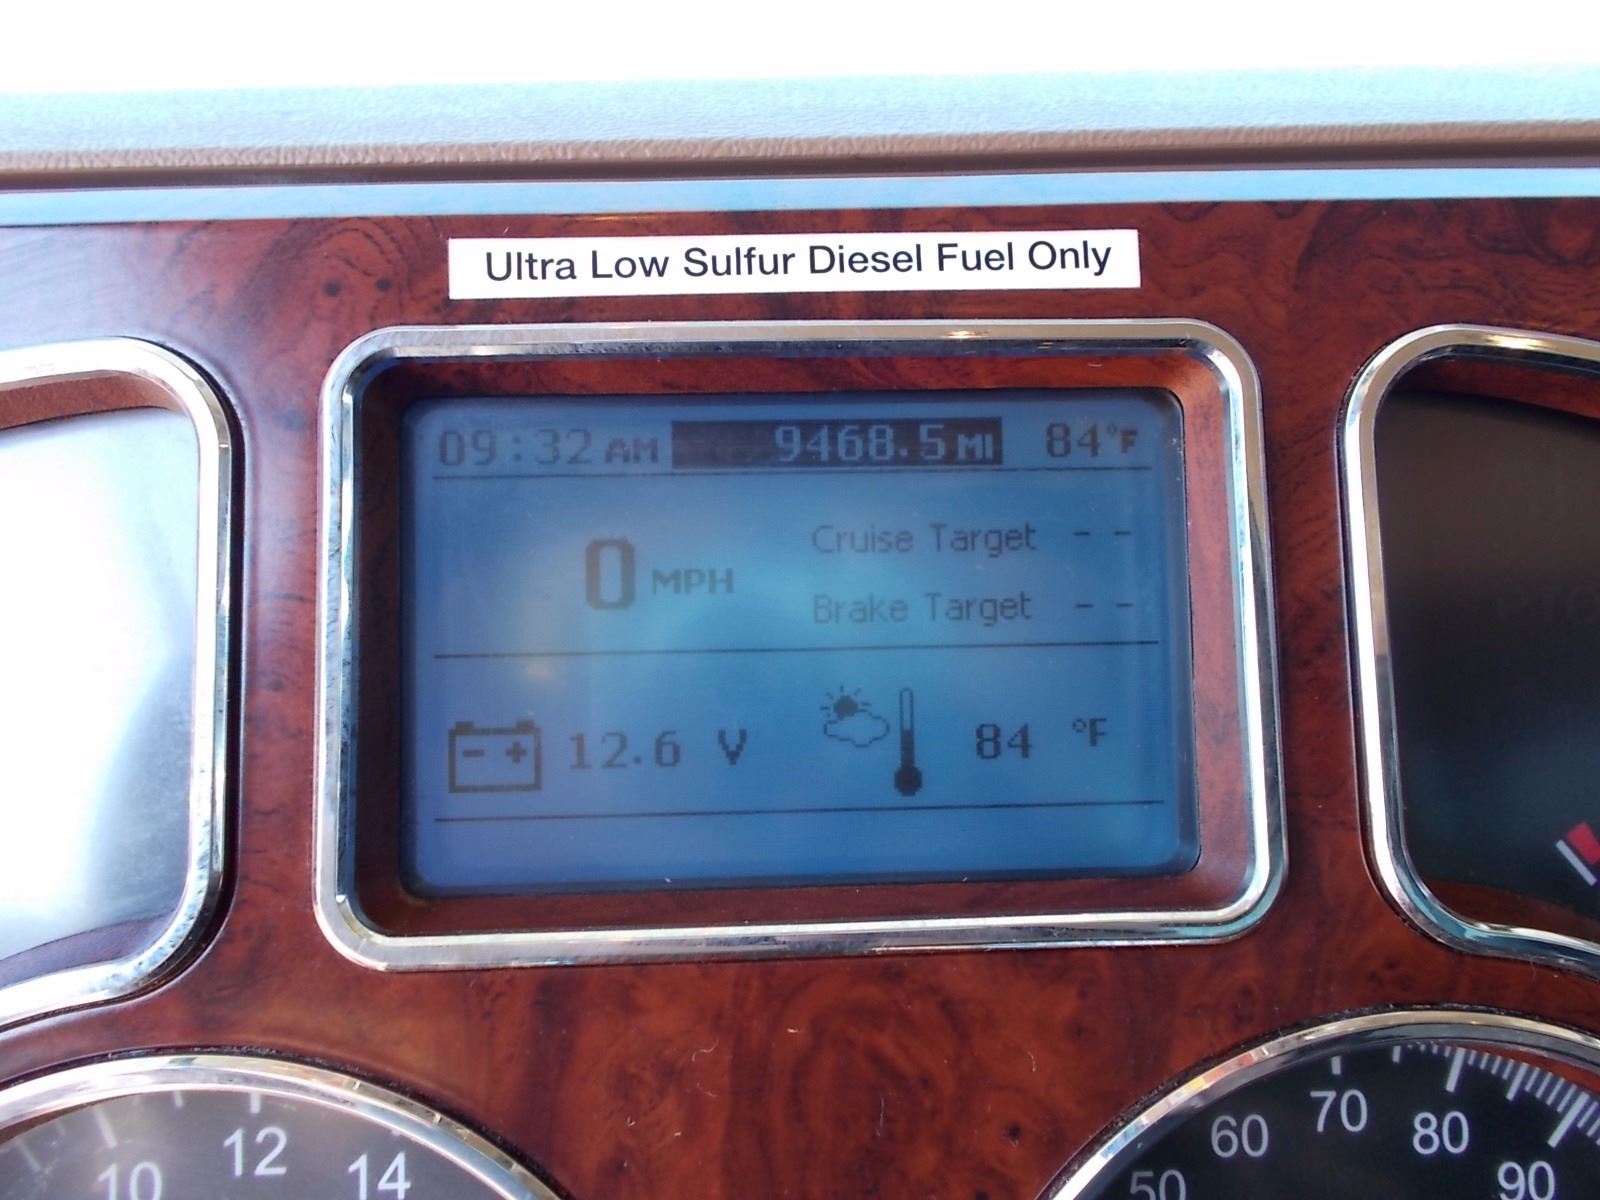 Ultra Low Sulfur Diesel Fuel Only
09:32 AM 9468.5 MI 84°F
0 MPH
Cruise Target - -
Brake Target - -
- +
12.6 V 84 °F
10 12 14
50 60 70 80 90